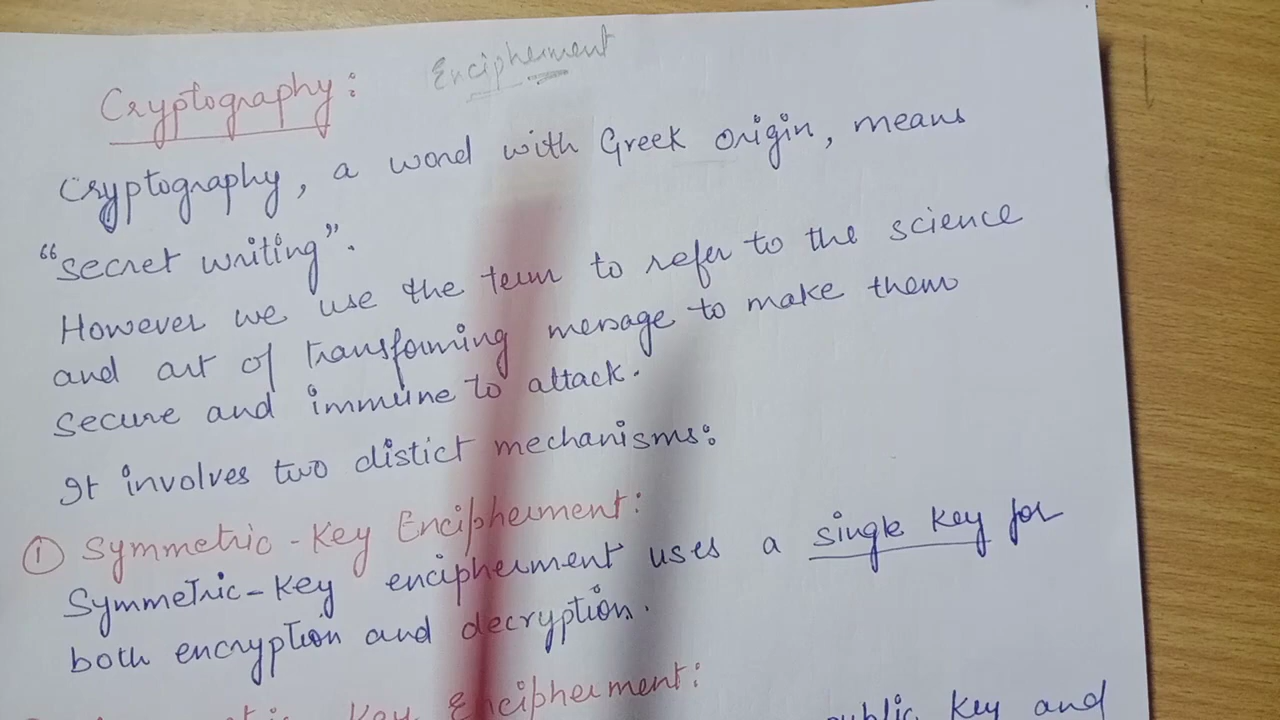 Cryptography:
Encipherment
Cryptography, a word with Greek origin, means
"secret writing".
However we use the term to refer to the science
and art of transforming message to make them
secure and immune to attack.
It involves two distict mechanisms:
① Symmetric-Key Encipherment:
Symmetric-Key encipherment uses a single key for
both encryption and decryption.
Key Encipherment:
public key and